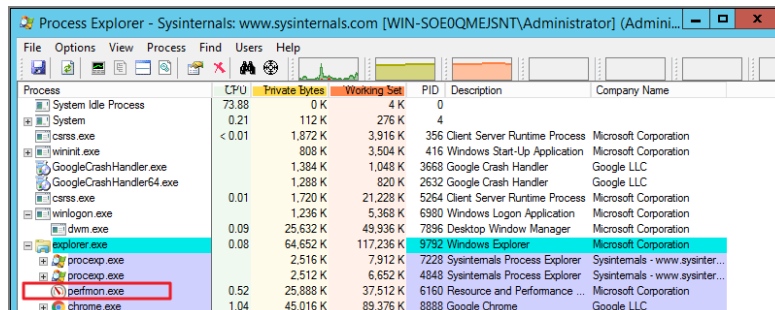 Process Explorer - Sysinternals: www.sysinternals.com [WIN-SOE0QMEJSNT\Administrator] (Admini...
File Options View Process Find Users Help
Process CPU Private Bytes Working Set PID Description Company Name
System Idle Process 73.88 0 K 4 K 0
System 0.21 112 K 276 K 4
csrss.exe < 0.01 1,872 K 3,916 K 356 Client Server Runtime Process Microsoft Corporation
wininit.exe 808 K 3,504 K 416 Windows Start-Up Application Microsoft Corporation
GoogleCrashHandler.exe 1,384 K 1,048 K 3668 Google Crash Handler Google LLC
GoogleCrashHandler64.exe 1,288 K 820 K 2632 Google Crash Handler Google LLC
csrss.exe 0.01 1,720 K 21,228 K 5264 Client Server Runtime Process Microsoft Corporation
winlogon.exe 1,236 K 5,368 K 6980 Windows Logon Application Microsoft Corporation
dwm.exe 0.09 25,632 K 49,936 K 7896 Desktop Window Manager Microsoft Corporation
explorer.exe 0.08 64,652 K 117,236 K 9792 Windows Explorer Microsoft Corporation
procexp.exe 2,516 K 7,912 K 7228 Sysinternals Process Explorer Sysinternals - www.sysinter...
procexp.exe 2,512 K 6,652 K 4848 Sysinternals Process Explorer Sysinternals - www.sysinter...
perfmon.exe 0.52 25,888 K 37,512 K 6160 Resource and Performance ... Microsoft Corporation
chrome.exe 1.04 45,016 K 89,376 K 8888 Google Chrome Google LLC